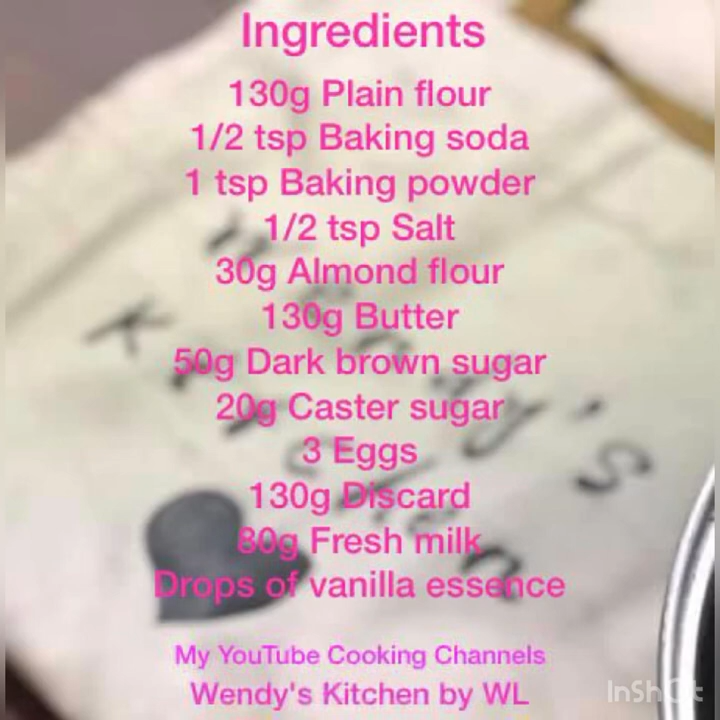 Ingredients
130g Plain flour
1/2 tsp Baking soda
1 tsp Baking powder
1/2 tsp Salt
30g Almond flour
130g Butter
50g Dark brown sugar
20g Caster sugar
3 Eggs
130g Discard
80g Fresh milk
Drops of vanilla essence
My YouTube Cooking Channels
Wendy's Kitchen by WL
InShOt
Wendy's
Kitchen